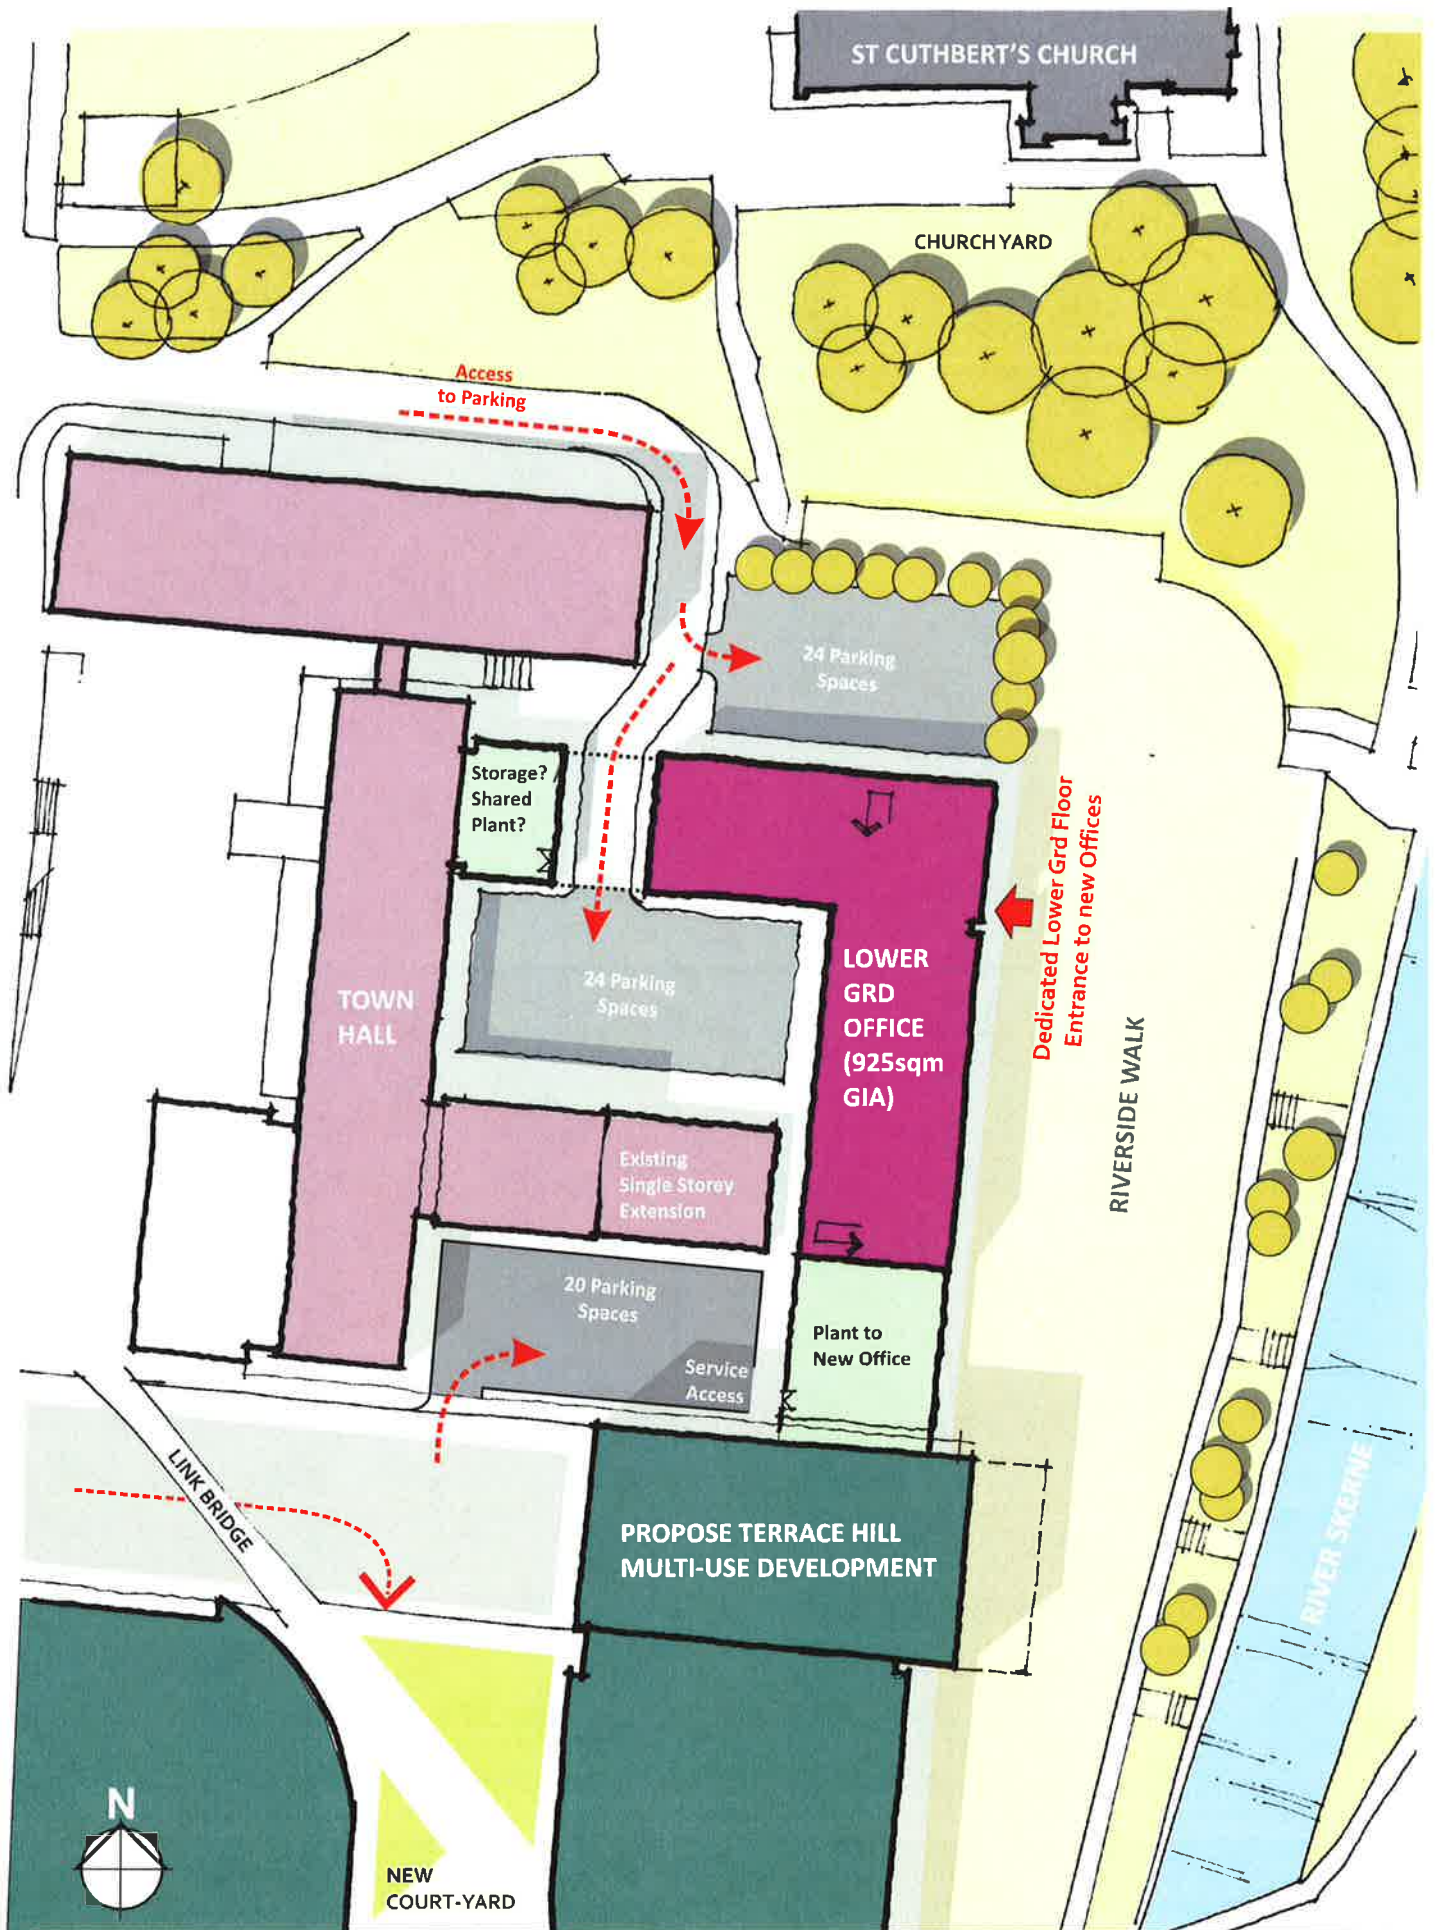 ST CUTHBERT'S CHURCH
CHURCHYARD
Access
to Parking
24 Parking
Spaces
Storage?
Shared
Plant?
Dedicated Lower Grd Floor
Entrance to new Offices
LOWER
GRD
OFFICE
(925sqm
GIA)
24 Parking
Spaces
TOWN
HALL
RIVERSIDE WALK
Existing
Single Storey
Extension
20 Parking
Spaces
Plant to
New Office
Service
Access
LINK BRIDGE
PROPOSE TERRACE HILL
MULTI-USE DEVELOPMENT
RIVER SKERNE
N
NEW
COURT-YARD